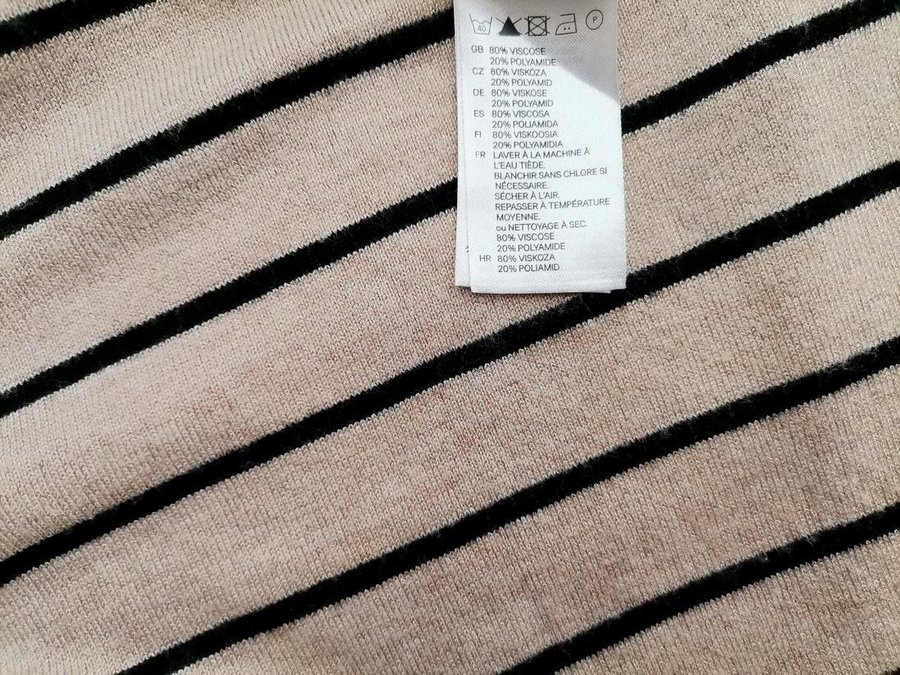 40 P
GB 80% VISCOSE
20% POLYAMIDE
CZ 80% VISKÓZA
20% POLYAMID
DE 80% VISKOSE
20% POLYAMID
ES 80% VISCOSA
20% POLIAMIDA
FI 80% VISKOOSIA
20% POLYAMIDIA
FR LAVER À LA MACHINE À
L'EAU TIÈDE.
BLANCHIR SANS CHLORE SI
NÉCESSAIRE.
SÉCHER À L'AIR.
REPASSER À TEMPÉRATURE
MOYENNE.
ou NETTOYAGE À SEC.
80% VISCOSE
20% POLYAMIDE
HR 80% VISKOZA
20% POLIAMID